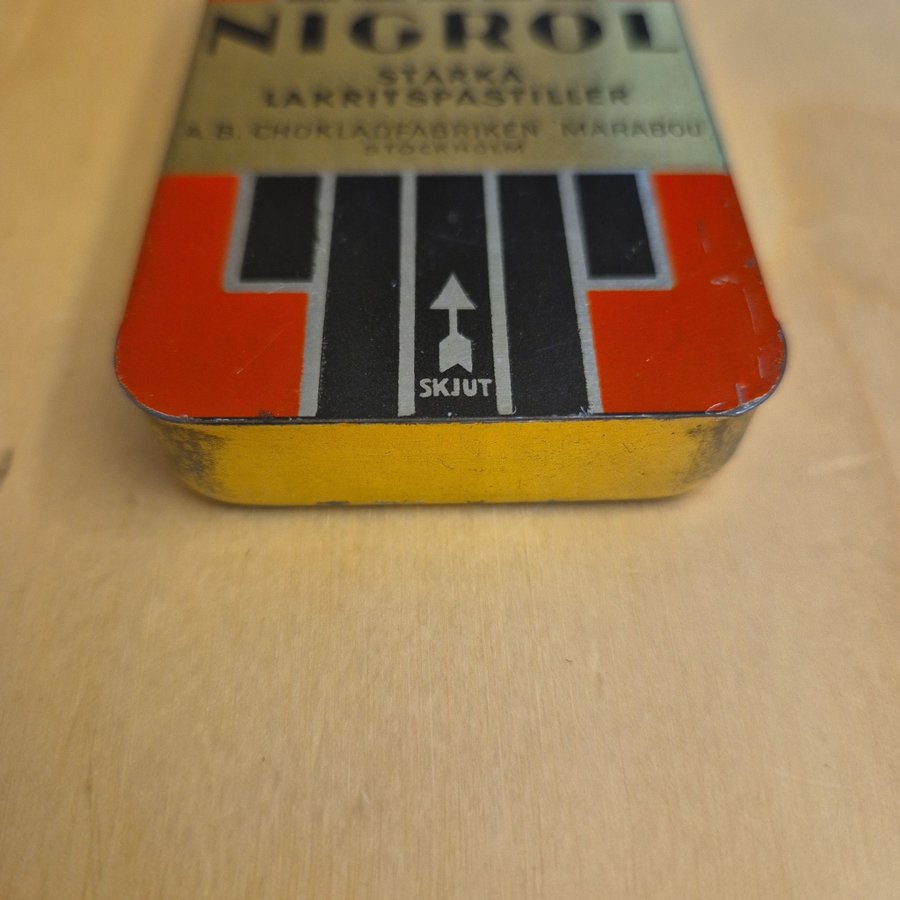 NIGROL
STARKA
LAKRITSPASTILLER
A.B. CHOKLADFABRIKEN MARABOU
STOCKHOLM
SKJUT